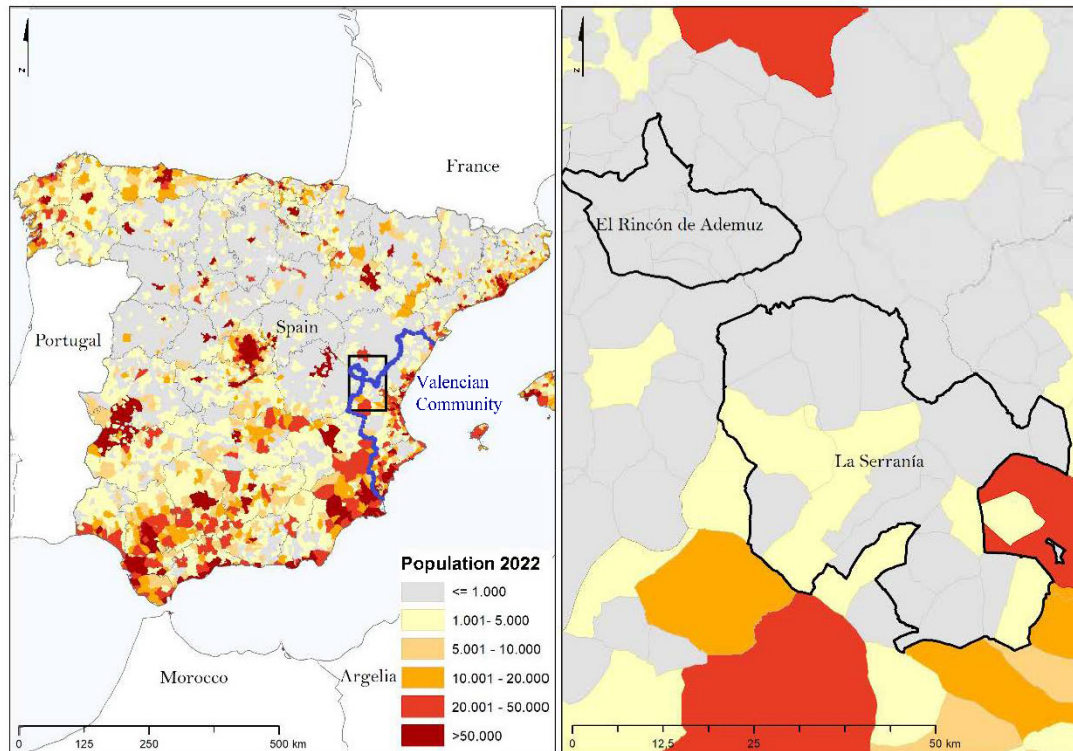 z
France
Portugal
Spain
Valencian
Community
Morocco
Argelia
Population 2022
<= 1.000
1.001- 5.000
5.001 - 10.000
10.001 - 20.000
20.001 - 50.000
>50.000
0 125 250 500 km
z
El Rincón de Ademuz
La Serranía
0 12,5 25 50 km